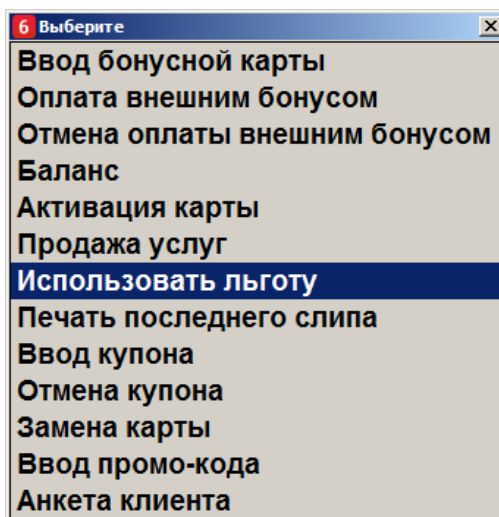 6 Выберите
Ввод бонусной карты
Оплата внешним бонусом
Отмена оплаты внешним бонусом
Баланс
Активация карты
Продажа услуг
Использовать льготу
Печать последнего слипа
Ввод купона
Отмена купона
Замена карты
Ввод промо-кода
Анкета клиента